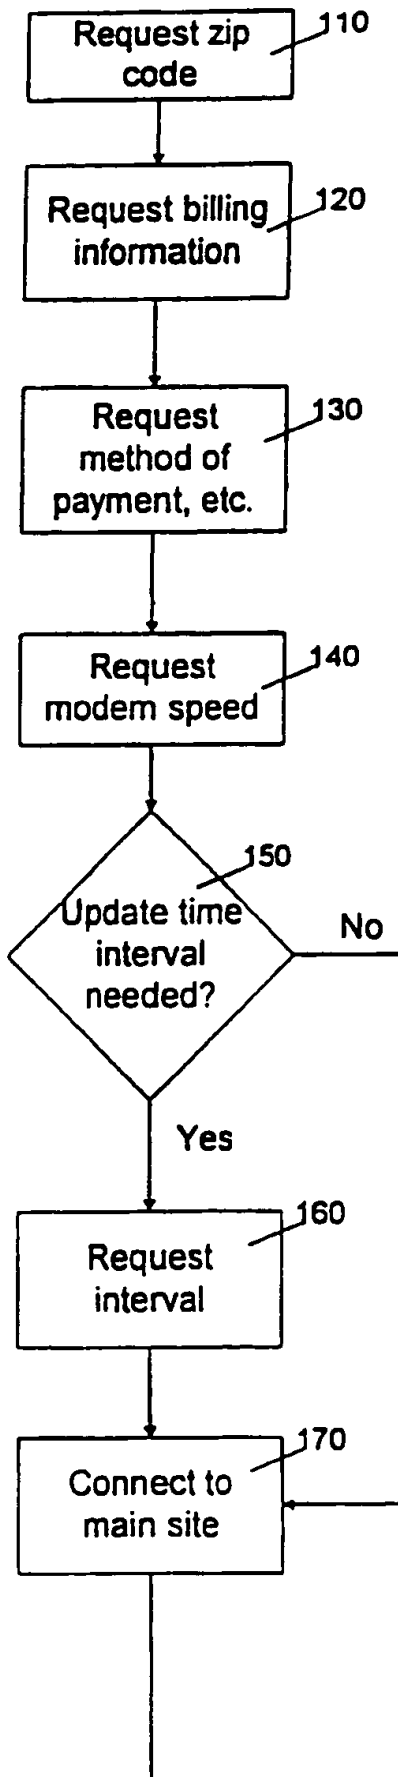 Request zip
code
110
Request billing
information
120
Request
method of
payment, etc.
130
Request
modem speed
140
150
Update time
interval
needed?
No
Yes
Request
interval
160
Connect to
main site
170